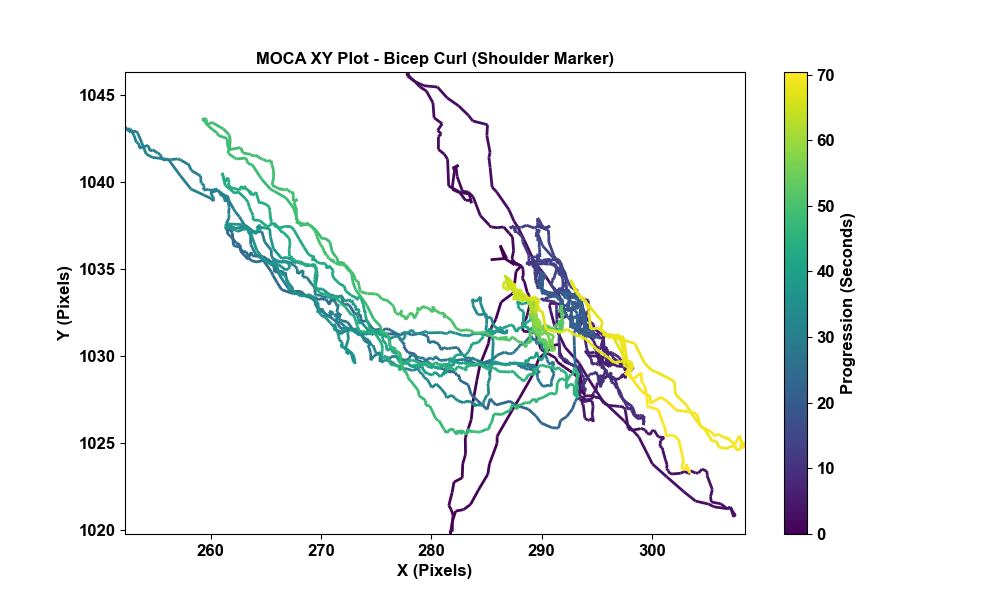 MOCA XY Plot - Bicep Curl (Shoulder Marker)
1045
1040
1035
1030
1025
1020
Y (Pixels)
260 270 280 290 300
X (Pixels)
70
60
50
40
30
20
10
0
Progression (Seconds)